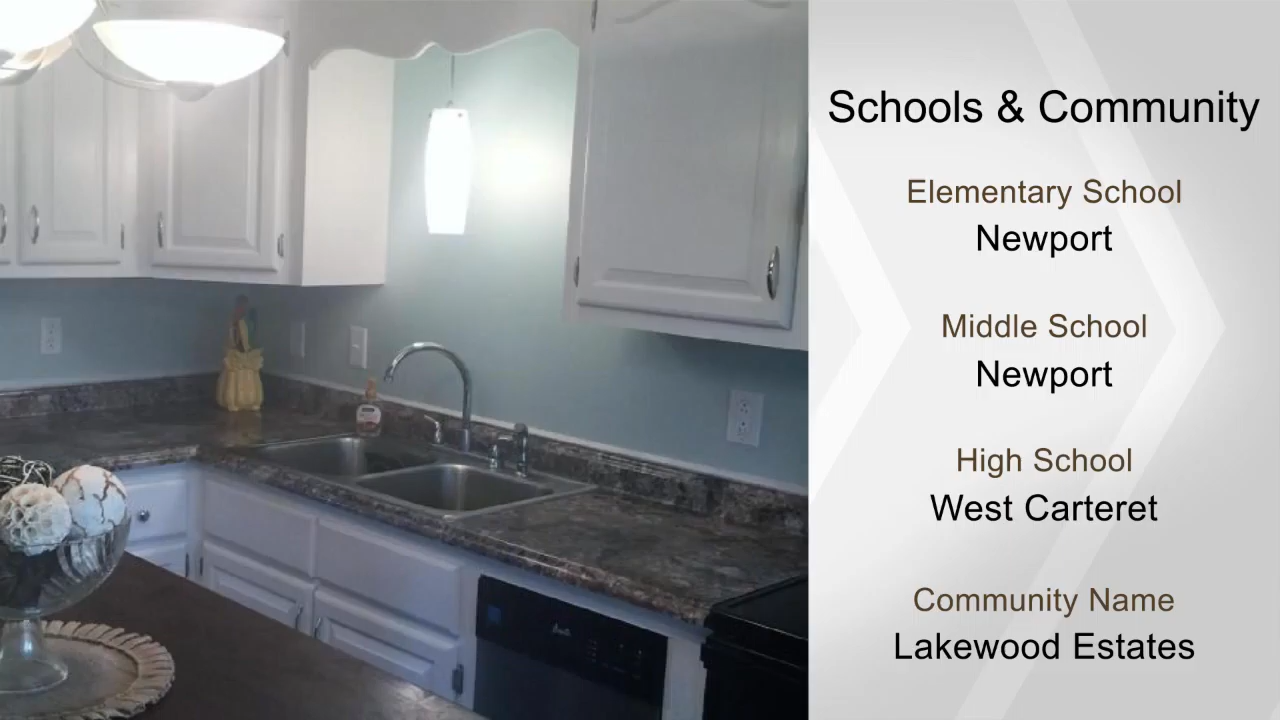 Schools & Community
Elementary School
Newport
Middle School
Newport
High School
West Carteret
Community Name
Lakewood Estates